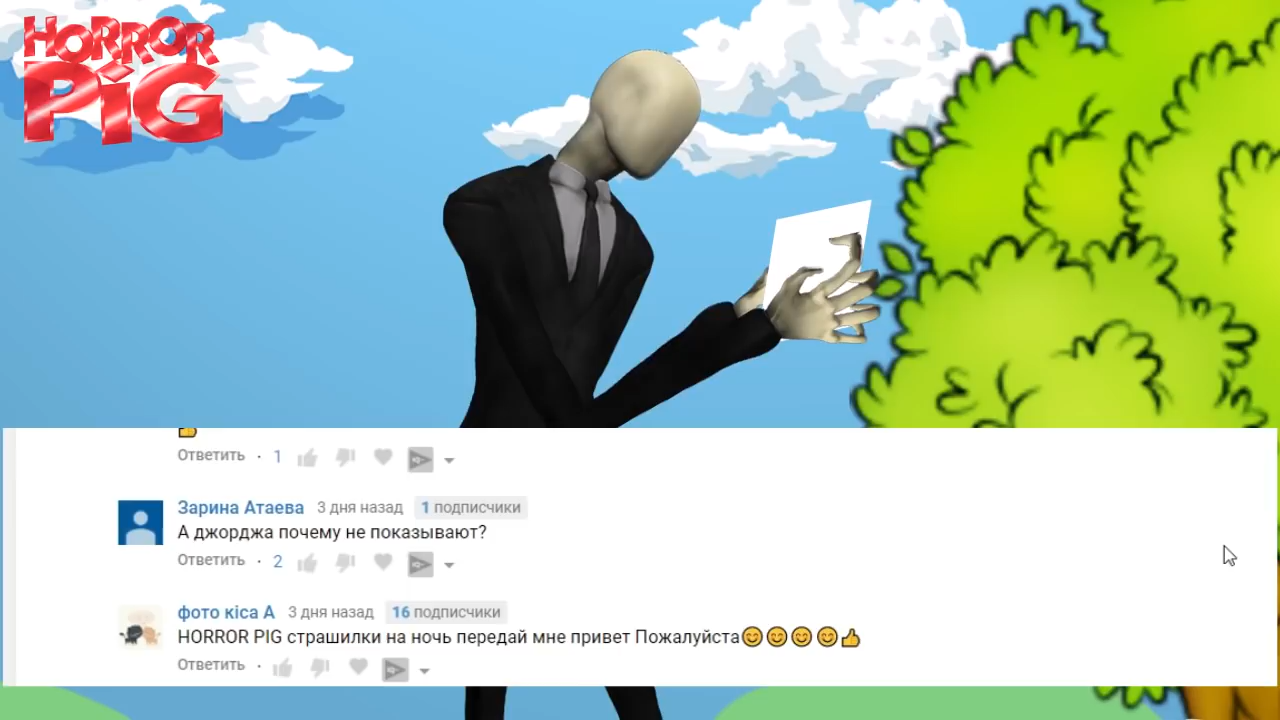 HORROR
PiG
Ответить · 1
Зарина Атаева 3 дня назад 1 подписчики
А джорджа почему не показывают?
Ответить · 2
фото кіса А 3 дня назад 16 подписчики
HORROR PIG страшилки на ночь передай мне привет Пожалуйста😊😊😊😊👍
Ответить ·